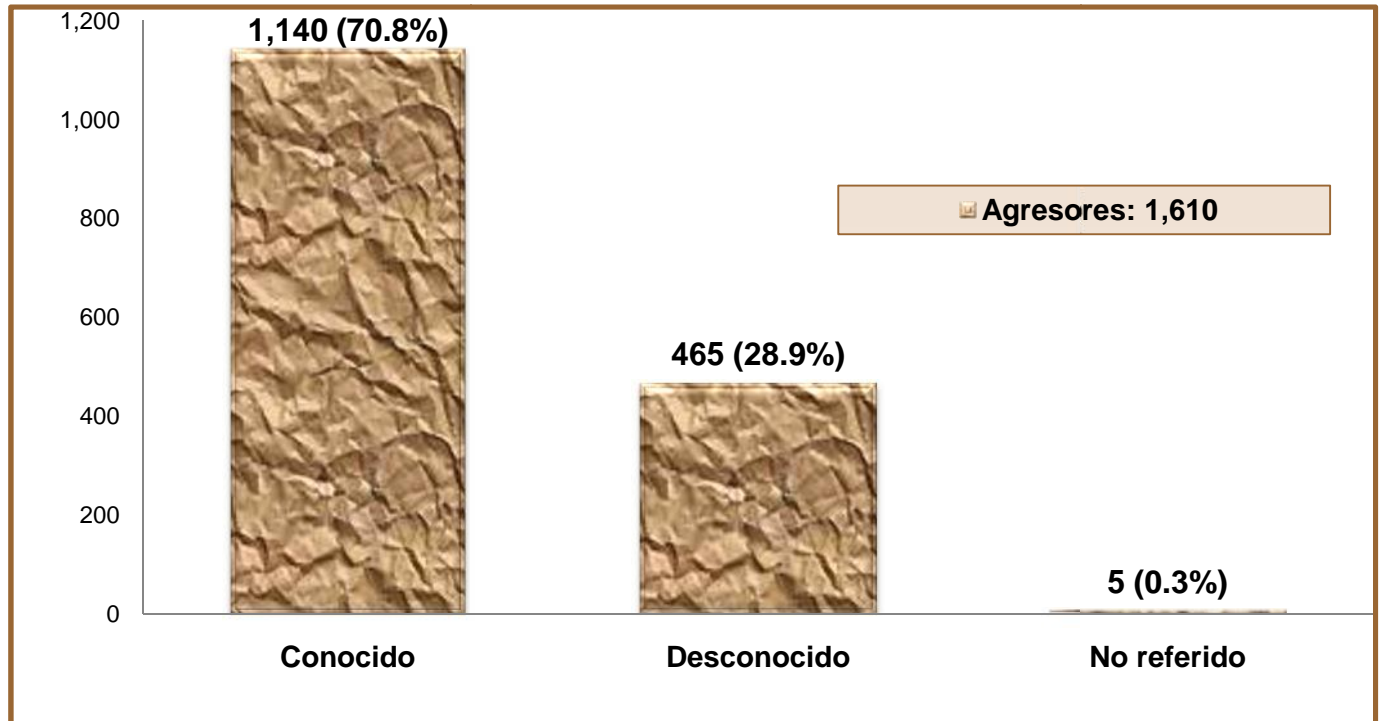 1,200
1,140 (70.8%)
1,000
800
Agresores: 1,610
600
465 (28.9%)
400
200
5 (0.3%)
0
Conocido
Desconocido
No referido